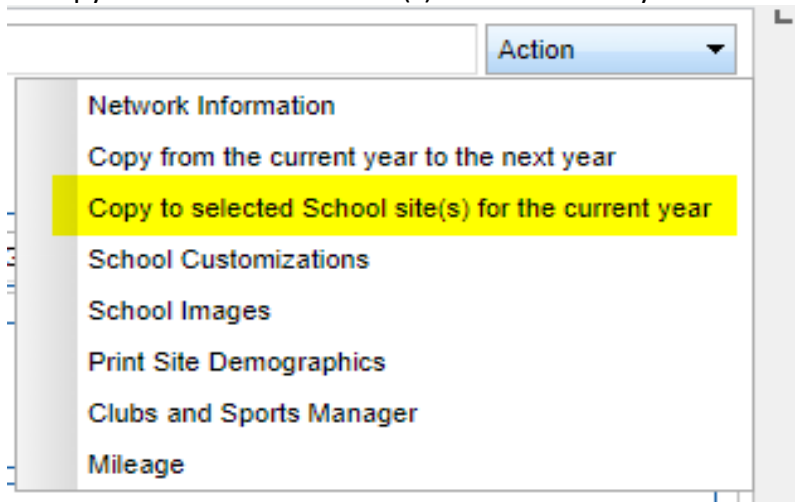 Action
Network Information
Copy from the current year to the next year
Copy to selected School site(s) for the current year
School Customizations
School Images
Print Site Demographics
Clubs and Sports Manager
Mileage